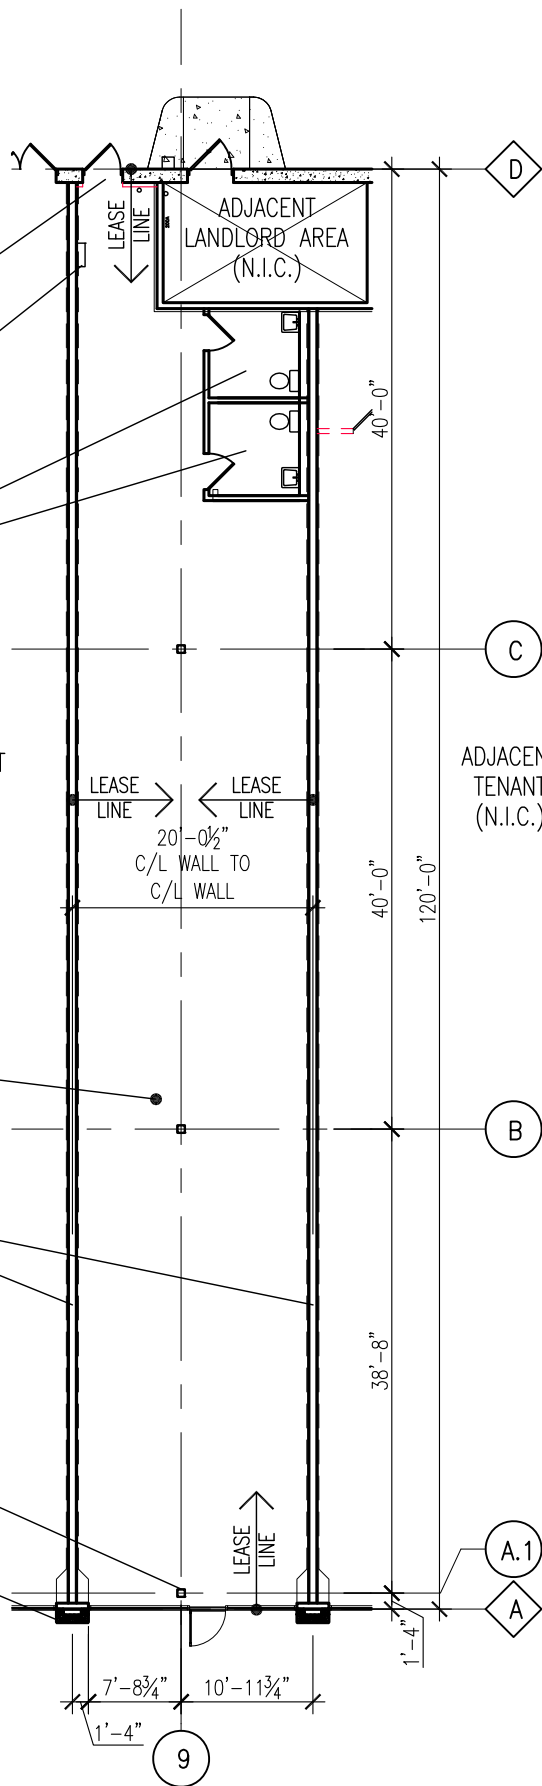 D
LEASE
LINE
ADJACENT
LANDLORD AREA
(N.I.C.)
40'-0"
C
T
ADJACEN
TENANT
(N.I.C.)
LEASE
LINE
LEASE
LINE
20'-0½"
C/L WALL TO
C/L WALL
40'-0"
120'-0"
B
38'-8"
LEASE
LINE
A.1
A
1'-4"
7'-8¾"
10'-11¾"
1'-4"
9